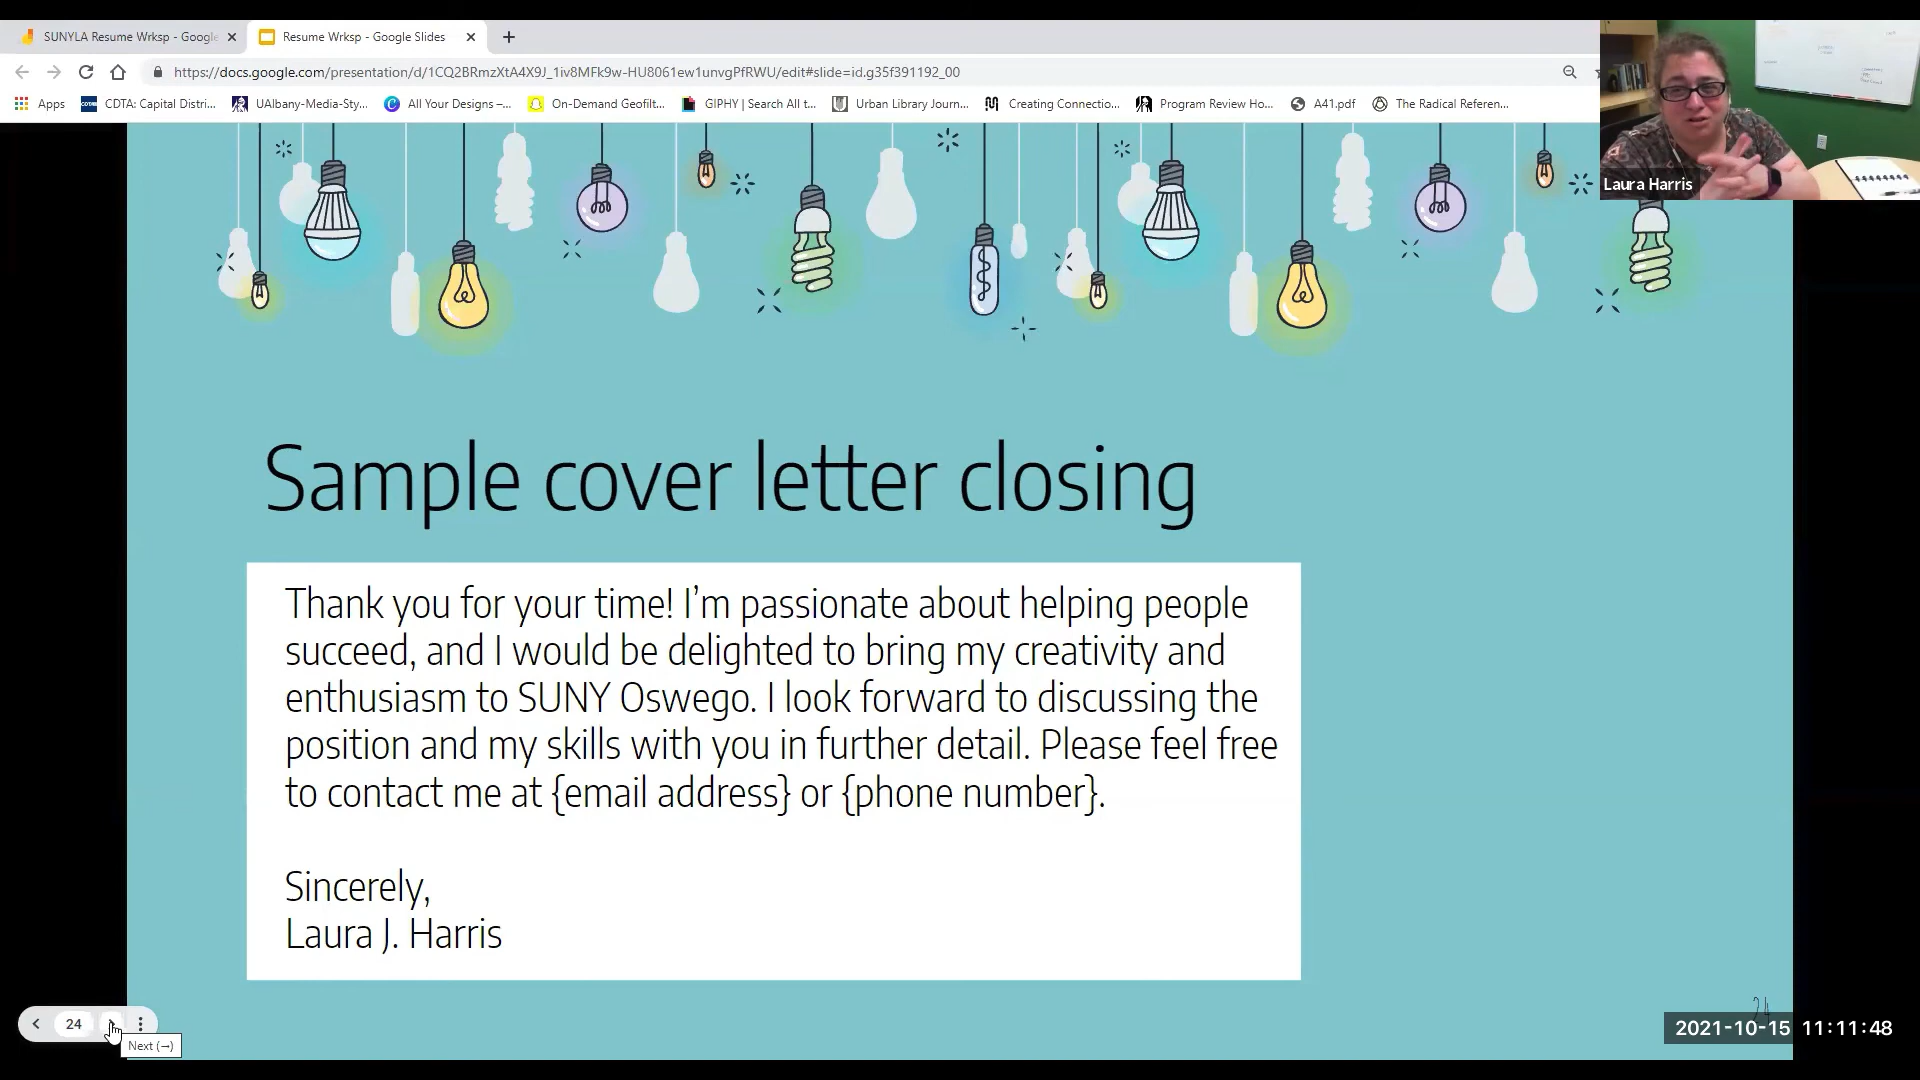 SUNYLA Resume Wrksp - Google
Resume Wrksp - Google Slides
https://docs.google.com/presentation/d/1CQ2BRmzXtA4X9J_1iv8MFk9w-HU8061ew1unvgPfRWU/edit#slide=id.g35f391192_00
Apps
CDTA: Capital Distri...
UAlbany-Media-Sty...
All Your Designs –...
On-Demand Geofilt...
GIPHY | Search All t...
Urban Library Journ...
Creating Connectio...
Program Review Ho...
A41.pdf
The Radical Referen...
Laura Harris
Sample cover letter closing
Thank you for your time! I’m passionate about helping people
succeed, and I would be delighted to bring my creativity and
enthusiasm to SUNY Oswego. I look forward to discussing the
position and my skills with you in further detail. Please feel free
to contact me at {email address} or {phone number}.
Sincerely,
Laura J. Harris
24
24
Next (→)
2021-10-15 11:11:48